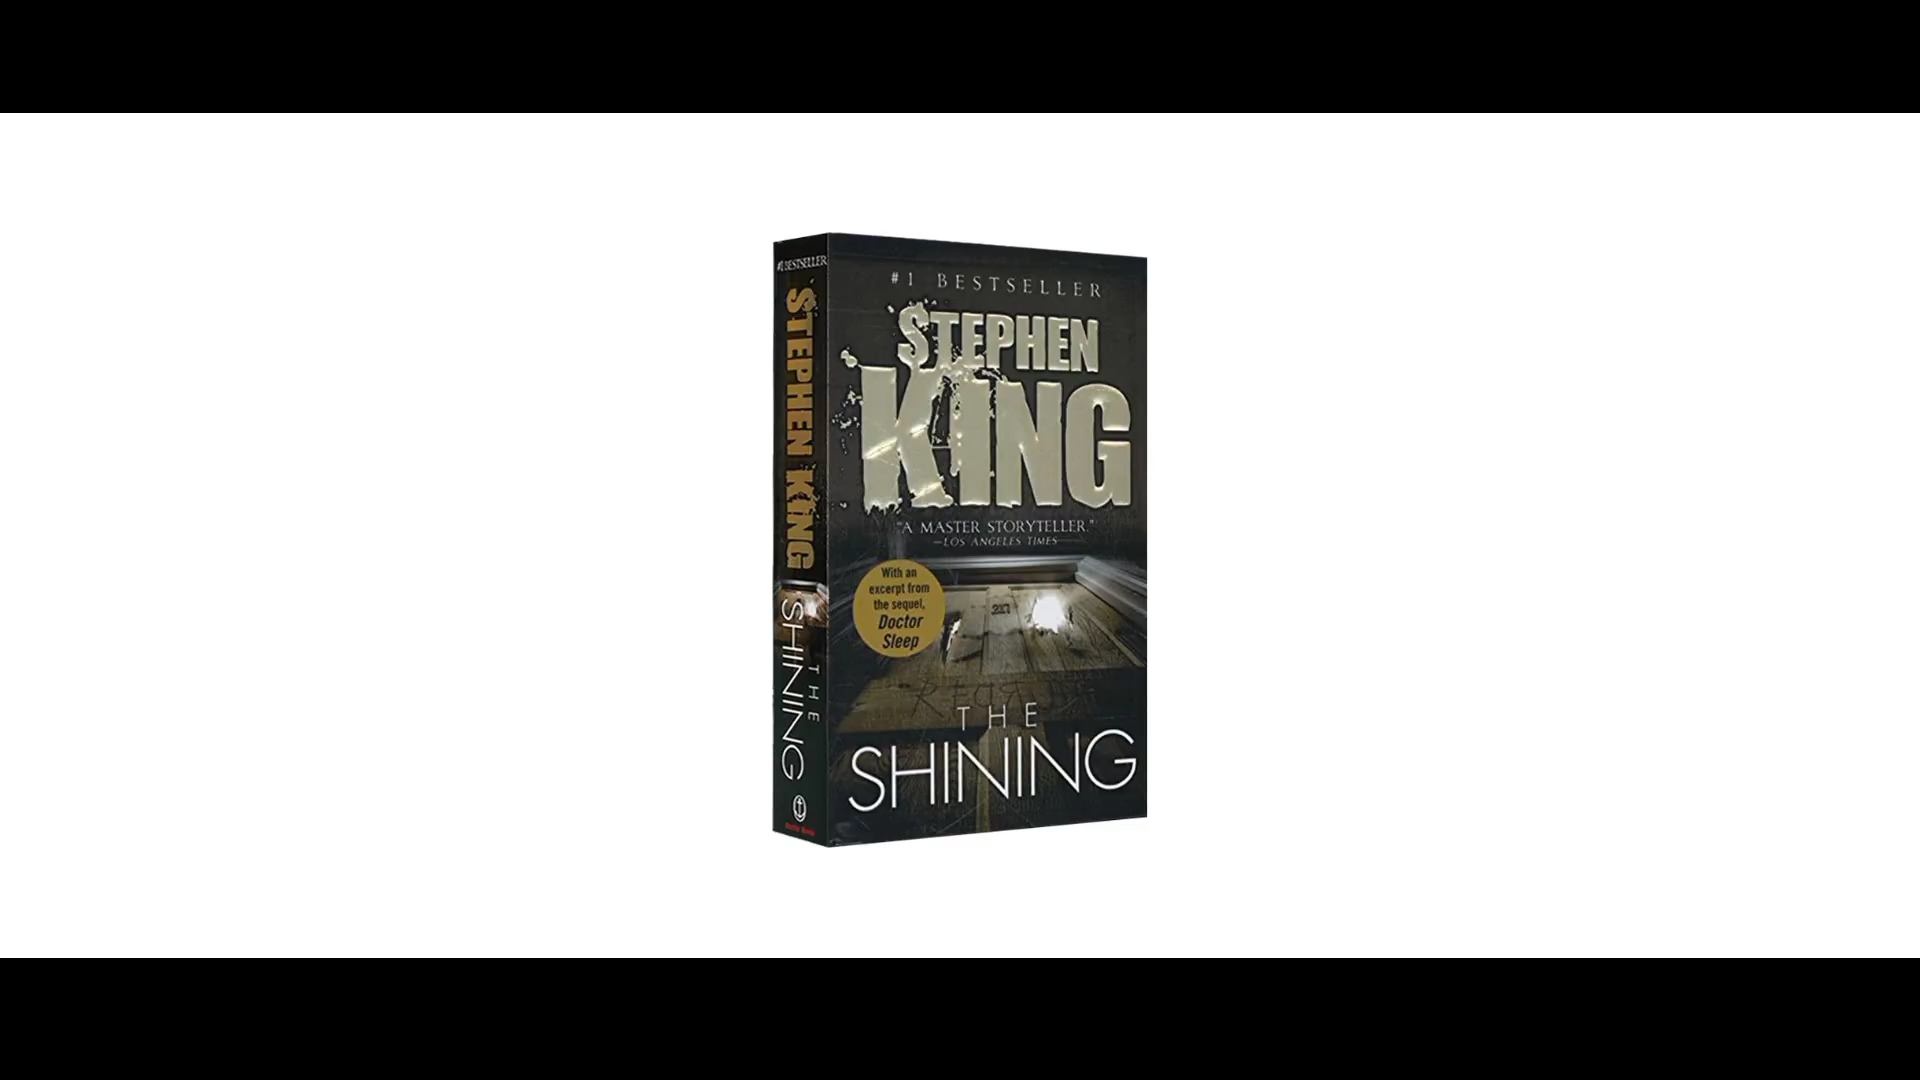 #1 BESTSELLER
STEPHEN KING
THE
SHINING
#1 BESTSELLER
STEPHEN
KING
"A MASTER STORYTELLER."
—LOS ANGELES TIMES
With an
excerpt from
the sequel,
Doctor
Sleep
217
THE
SHINING